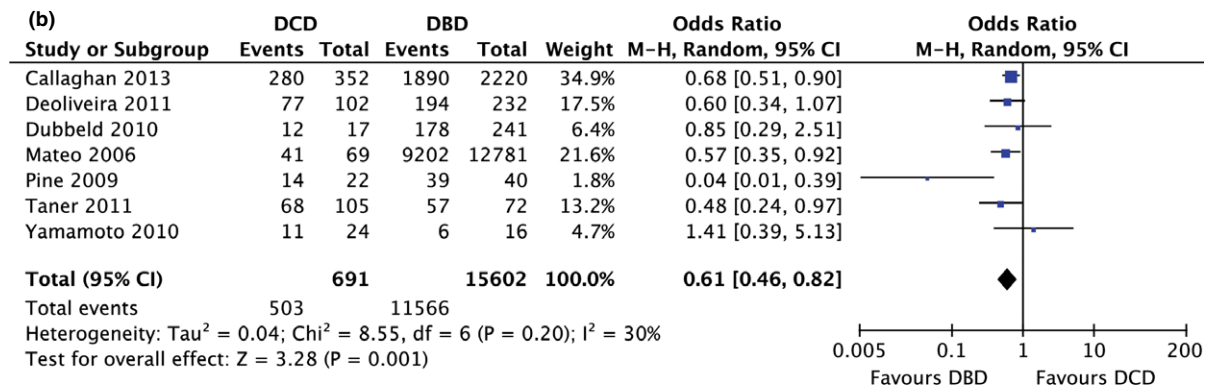 (b)
DCD DBD Odds Ratio Odds Ratio
Study or Subgroup Events Total Events Total Weight M-H, Random, 95% CI M-H, Random, 95% CI
Callaghan 2013 280 352 1890 2220 34.9% 0.68 [0.51, 0.90]
Deoliveira 2011 77 102 194 232 17.5% 0.60 [0.34, 1.07]
Dubbeld 2010 12 17 178 241 6.4% 0.85 [0.29, 2.51]
Mateo 2006 41 69 9202 12781 21.6% 0.57 [0.35, 0.92]
Pine 2009 14 22 39 40 1.8% 0.04 [0.01, 0.39]
Taner 2011 68 105 57 72 13.2% 0.48 [0.24, 0.97]
Yamamoto 2010 11 24 6 16 4.7% 1.41 [0.39, 5.13]
Total (95% CI) 691 15602 100.0% 0.61 [0.46, 0.82]
Total events 503 11566
Heterogeneity: Tau² = 0.04; Chi² = 8.55, df = 6 (P = 0.20); I² = 30%
Test for overall effect: Z = 3.28 (P = 0.001)
0.005 0.1 1 10 200
Favours DBD Favours DCD